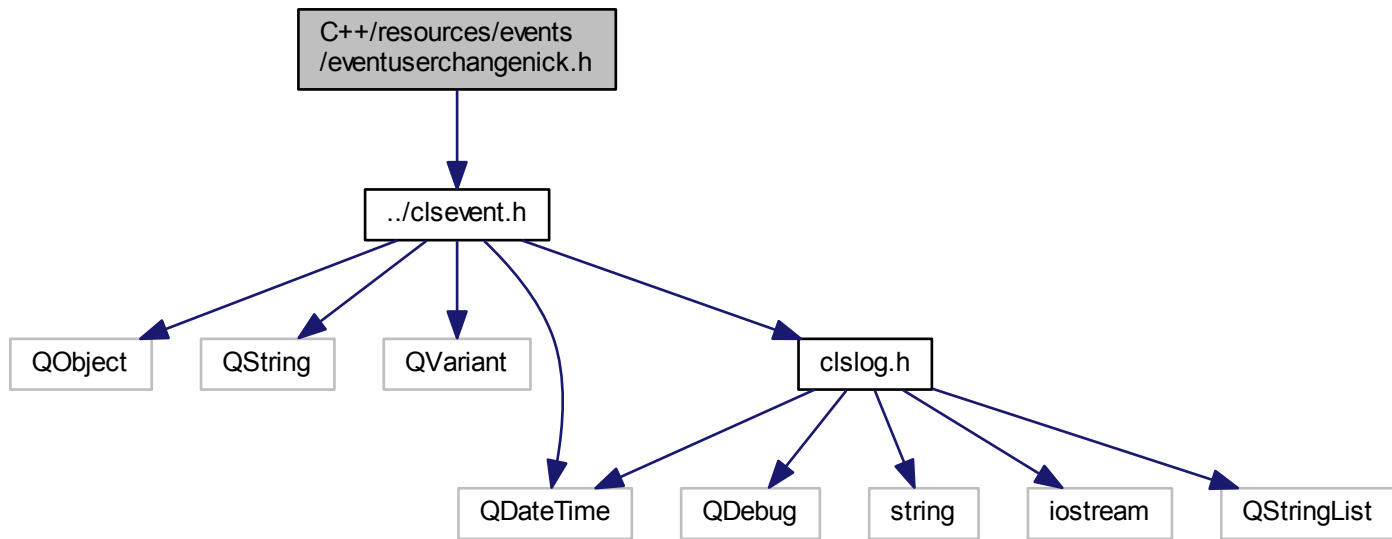 C++/resources/events
/eventuserchangenick.h
../clsevent.h
QObject
QString
QVariant
clslog.h
QDateTime
QDebug
string
iostream
QStringList